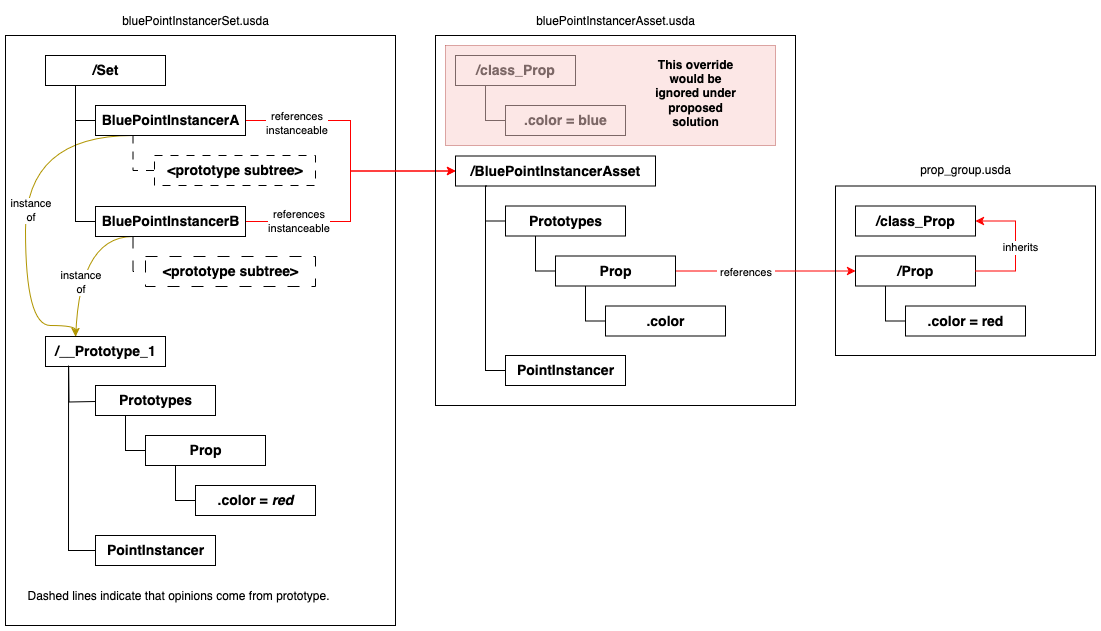 bluePointInstancerSet.usda
/Set
BluePointInstancerA
references
instanceable
<prototype subtree>
instance
of
BluePointInstancerB
references
instanceable
<prototype subtree>
instance
of
/__Prototype_1
Prototypes
Prop
.color = red
PointInstancer
Dashed lines indicate that opinions come from prototype.
bluePointInstancerAsset.usda
/class_Prop
.color = blue
This override
would be
ignored under
proposed
solution
/BluePointInstancerAsset
Prototypes
Prop
references
.color
PointInstancer
prop_group.usda
/class_Prop
inherits
/Prop
.color = red